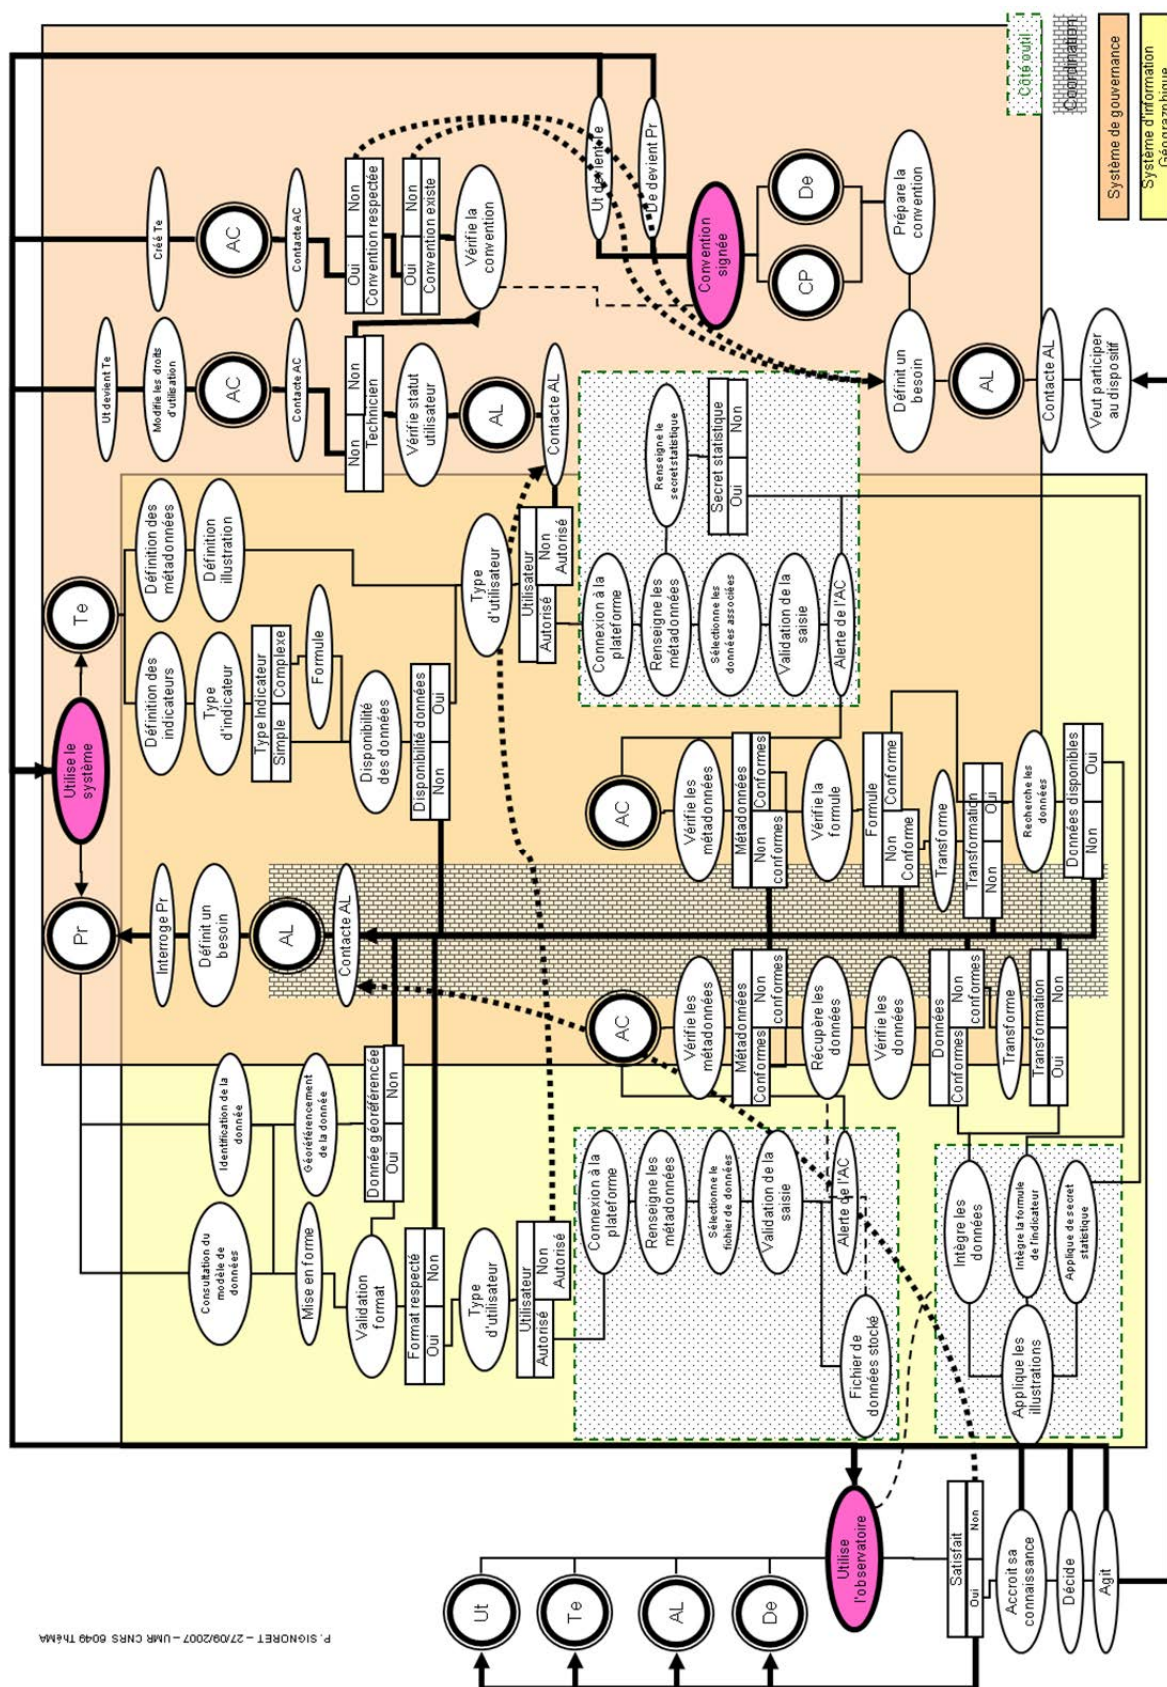 Utilise le
système
Pr
Te
Interroge Pr
Définit un
besoin
AL
Contacte AL
Consultation du
modèle de
données
Identification de la
donnée
Mise en forme
Géoréférencement
de la donnée
Donnée géoréférencée
Oui
Non
Validation
format
Format respecté
Oui
Non
Type
d'utilisateur
Utilisateur
Autorisé
Non
Autorisé
Connexion à la
plateforme
Renseigne les
métadonnées
Sélectionne le
fichier de données
Validation de la
saisie
Alerte de l'AC
Fichier de
données stocké
AC
Vérifie les
métadonnées
Métadonnées
Conformes
Non
conformes
Récupère les
données
Vérifie les
données
Données
Conformes
Non
conformes
Transforme
Transformation
Oui
Non
Intègre les
données
Intègre la formule
de l'indicateur
Applique de secret
statistique
Applique les
illustrations
Définition des
indicateurs
Définition des
métadonnées
Type
d'indicateur
Définition
illustration
Type Indicateur
Simple
Complexe
Formule
Disponibilité
des données
Disponibilité données
Non
Oui
Type
d'utilisateur
Utilisateur
Autorisé
Non
Autorisé
Connexion à la
plateforme
Renseigne les
métadonnées
Sélectionne les
données associées
Validation de la
saisie
Alerte de l'AC
Renseigne le
secret statistique
Secret statistique
Oui
Non
AC
Vérifie les
métadonnées
Métadonnées
Non
conformes
Conformes
Vérifie la
formule
Formule
Non
Conforme
Conforme
Transforme
Transformation
Non
Oui
Recherche les
données
Données disponibles
Non
Oui
Ut devient Te
Modifie les droits
d'utilisation
AC
Contacte AC
Non
Non
Technicien
Vérifie statut
utilisateur
AL
Contacte AL
Créé Te
AC
Contacte AC
Oui
Non
Convention respectée
Oui
Non
Convention existe
Vérifie la
convention
Ut devient Te
De devient Pr
Convention
signée
CP
De
Prépare la
convention
Définit un
besoin
AL
Contacte AL
Veut participer
au dispositif
Ut
Te
AL
De
Utilise
l'observatoire
Satisfait
Oui
Non
Accroit sa
connaissance
Décide
Agit
Côté outil
Coordination
Système de gouvernance
Système d'information
Géographique
P. SIGNORET – 27/09/2007 – UMR CNRS 6049 ThéMA